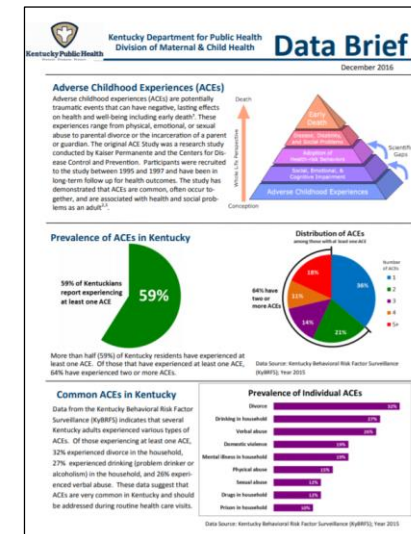 Kentucky Public Health
Kentucky Department for Public Health
Division of Maternal & Child Health
Data Brief
December 2016
Adverse Childhood Experiences (ACEs)
Adverse childhood experiences (ACEs) are potentially
traumatic events that can have negative, lasting effects
on health and well-being including early death¹. These
experiences range from physical, emotional, or sexual
abuse to parental divorce or the incarceration of a parent
or guardian. The original ACE Study was a research study
conducted by Kaiser Permanente and the Centers for Dis-
ease Control and Prevention. Participants were recruited
to the study between 1995 and 1997 and have been in
long-term follow up for health outcomes. The study has
demonstrated that ACEs are common, often occur to-
gether, and are associated with health and social prob-
lems as an adult
Death
Whole Life Perspective
Conception
Early
Death
Disease, Disability,
and Social Problems
Adoption of
Health-risk Behaviors
Social, Emotional, &
Cognitive Impairment
Adverse Childhood Experiences
Scientific
Gaps
Prevalence of ACEs in Kentucky
59% of Kentuckians
report experiencing
at least one ACE
59%
More than half (59%) of Kentucky residents have experienced at
least one ACE. Of those that have experienced at least one ACE,
64% have experienced two or more ACEs.
Distribution of ACEs
among those with at least one ACE
64% have
two or
more ACEs
18%
11%
14%
21%
36%
Number
of ACEs
1
2
3
4
5+
Data Source: Kentucky Behavioral Risk Factor Surveillance
(KyBRFS); Year 2015
Common ACEs in Kentucky
Data from the Kentucky Behavioral Risk Factor
Surveillance (KyBRFS) indicates that several
Kentucky adults experienced various types of
ACEs. Of those experiencing at least one ACE,
32% experienced divorce in the household,
27% experienced drinking (problem drinker or
alcoholism) in the household, and 26% experi-
enced verbal abuse. These data suggest that
ACEs are very common in Kentucky and should
be addressed during routine health care visits.
Prevalence of Individual ACEs
Divorce 32%
Drinking in household 27%
Verbal abuse 26%
Domestic violence 19%
Mental illness in household 19%
Physical abuse
Sexual abuse 12%
Drugs in household 12%
Prison in household 10%
Data Source: Kentucky Behavioral Risk Factor Surveillance (KyBRFS); Year 2015